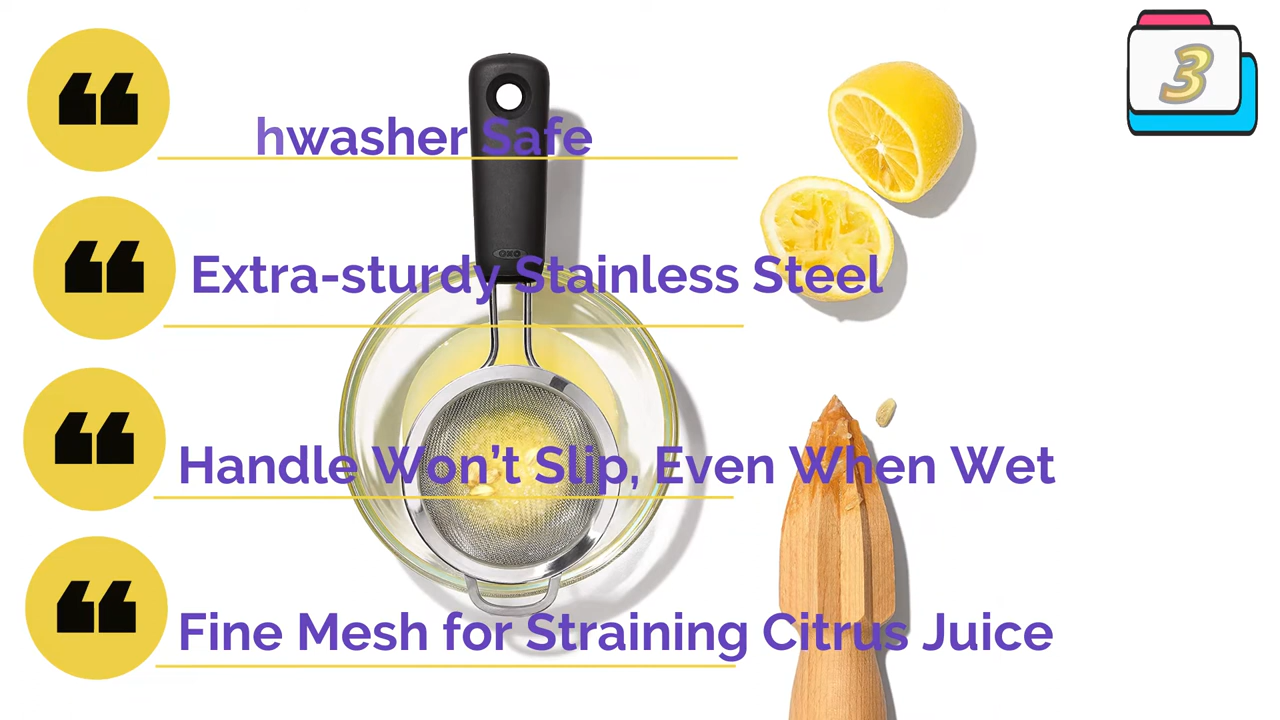 3
hwasher Safe
OXO
Extra-sturdy Stainless Steel
Handle Won’t Slip, Even When Wet
Fine Mesh for Straining Citrus Juice